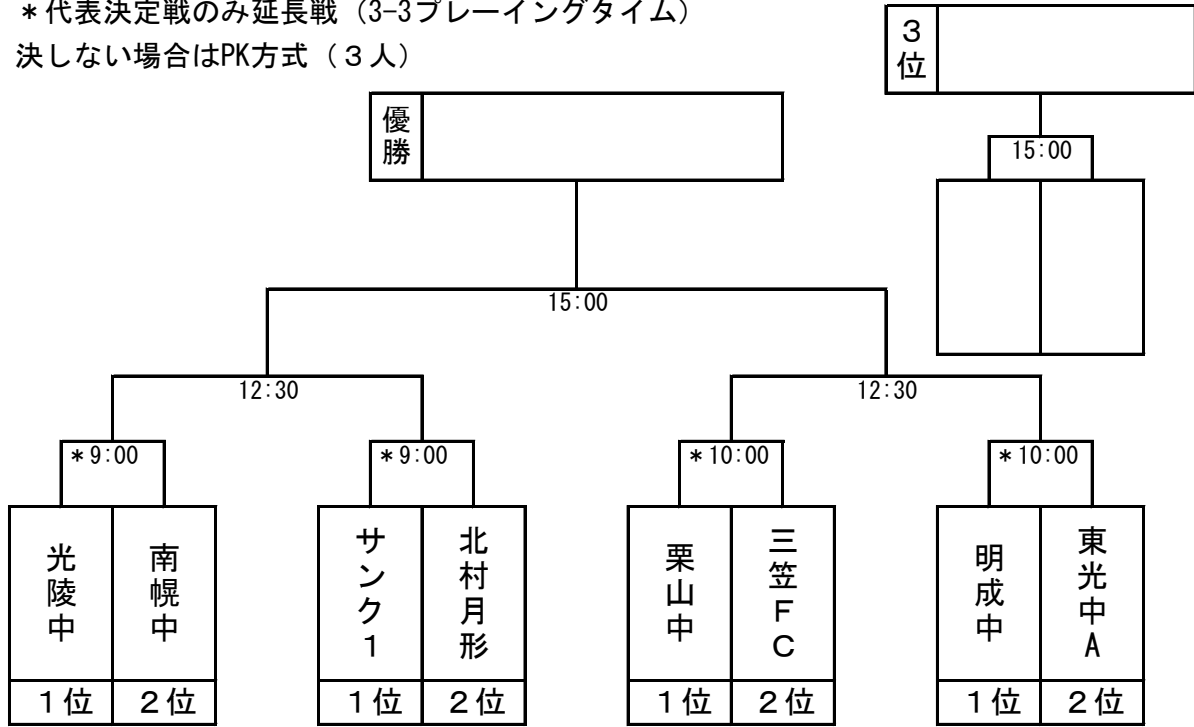 ＊代表決定戦のみ延長戦（3-3プレーイングタイム）
決しない場合はPK方式（３人）
３位
優勝
15:00
15:00
12:30
12:30
＊9:00
＊9:00
＊10:00
＊10:00
光陵中
南幌中
サンク１
北村月形
栗山中
三笠ＦＣ
明成中
東光中A
１位
２位
１位
２位
１位
２位
１位
２位